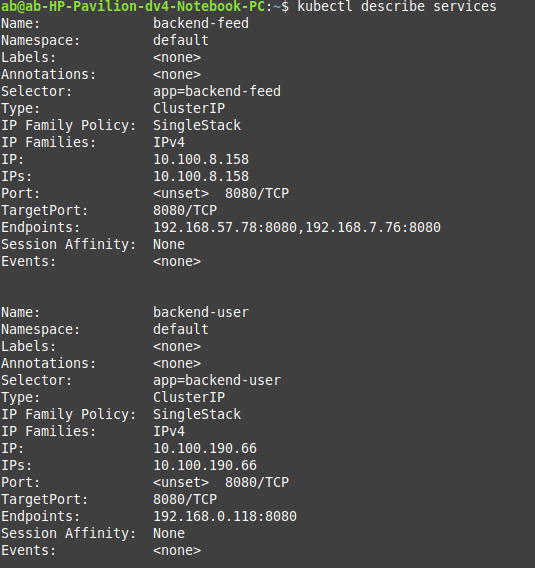 ab@ab-HP-Pavilion-dv4-Notebook-PC:~$ kubectl describe services
Name:              backend-feed
Namespace:         default
Labels:            <none>
Annotations:       <none>
Selector:          app=backend-feed
Type:              ClusterIP
IP Family Policy:  SingleStack
IP Families:       IPv4
IP:                10.100.8.158
IPs:               10.100.8.158
Port:              <unset>  8080/TCP
TargetPort:        8080/TCP
Endpoints:         192.168.57.78:8080,192.168.7.76:8080
Session Affinity:  None
Events:            <none>
Name:              backend-user
Namespace:         default
Labels:            <none>
Annotations:       <none>
Selector:          app=backend-user
Type:              ClusterIP
IP Family Policy:  SingleStack
IP Families:       IPv4
IP:                10.100.190.66
IPs:               10.100.190.66
Port:              <unset>  8080/TCP
TargetPort:        8080/TCP
Endpoints:         192.168.0.118:8080
Session Affinity:  None
Events:            <none>